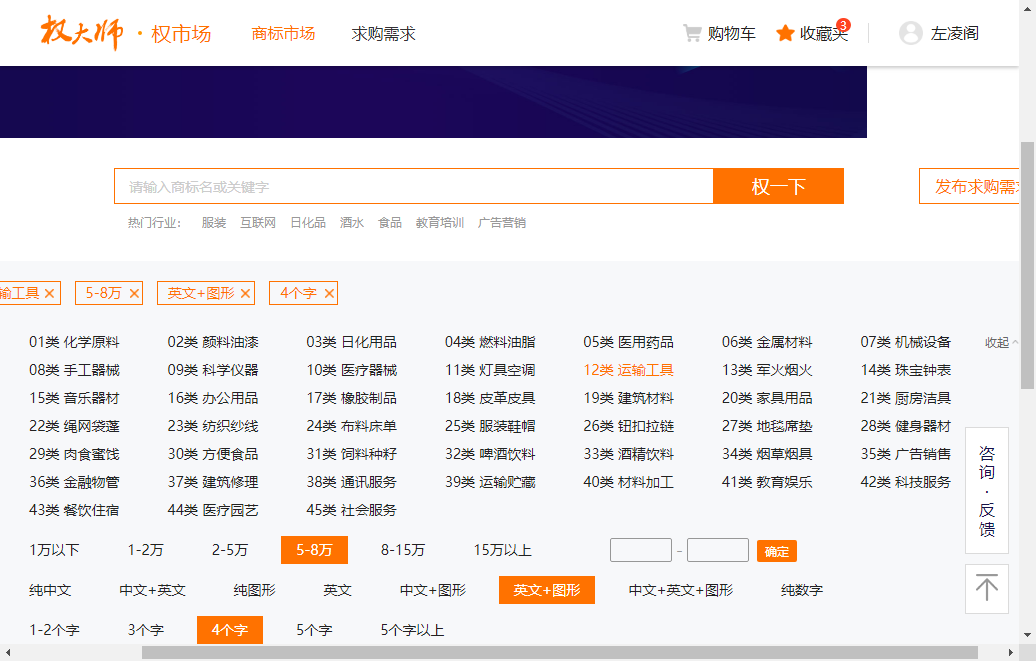 权大师 · 权市场 商标市场 求购需求 购物车 收藏夹 3 左凌阁
请输入商标名或关键字 权一下 发布求购需求
热门行业： 服装 互联网 日化品 酒水 食品 教育培训 广告营销
输工具 × 5-8万 × 英文+图形 × 4个字 ×
01类 化学原料 02类 颜料油漆 03类 日化用品 04类 燃料油脂 05类 医用药品 06类 金属材料 07类 机械设备 收起
08类 手工器械 09类 科学仪器 10类 医疗器械 11类 灯具空调 12类 运输工具 13类 军火烟火 14类 珠宝钟表
15类 音乐器材 16类 办公用品 17类 橡胶制品 18类 皮革皮具 19类 建筑材料 20类 家具用品 21类 厨房洁具
22类 绳网袋蓬 23类 纺织纱线 24类 布料床单 25类 服装鞋帽 26类 钮扣拉链 27类 地毯席垫 28类 健身器材
29类 肉食蜜饯 30类 方便食品 31类 饲料种籽 32类 啤酒饮料 33类 酒精饮料 34类 烟草烟具 35类 广告销售
36类 金融物管 37类 建筑修理 38类 通讯服务 39类 运输贮藏 40类 材料加工 41类 教育娱乐 42类 科技服务
43类 餐饮住宿 44类 医疗园艺 45类 社会服务
1万以下 1-2万 2-5万 5-8万 8-15万 15万以上 - 确定
纯中文 中文+英文 纯图形 英文 中文+图形 英文+图形 中文+英文+图形 纯数字
1-2个字 3个字 4个字 5个字 5个字以上
咨
询
·
反
馈